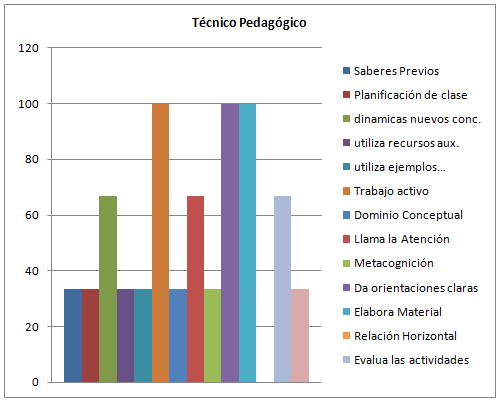 Técnico Pedagógico
120
100
80
60
40
20
0
Saberes Previos
Planificación de clase
dinamicas nuevos conc.
utiliza recursos aux.
utiliza ejemplos...
Trabajo activo
Dominio Conceptual
Llama la Atención
Metacognición
Da orientaciones claras
Elabora Material
Relación Horizontal
Evalua las actividades